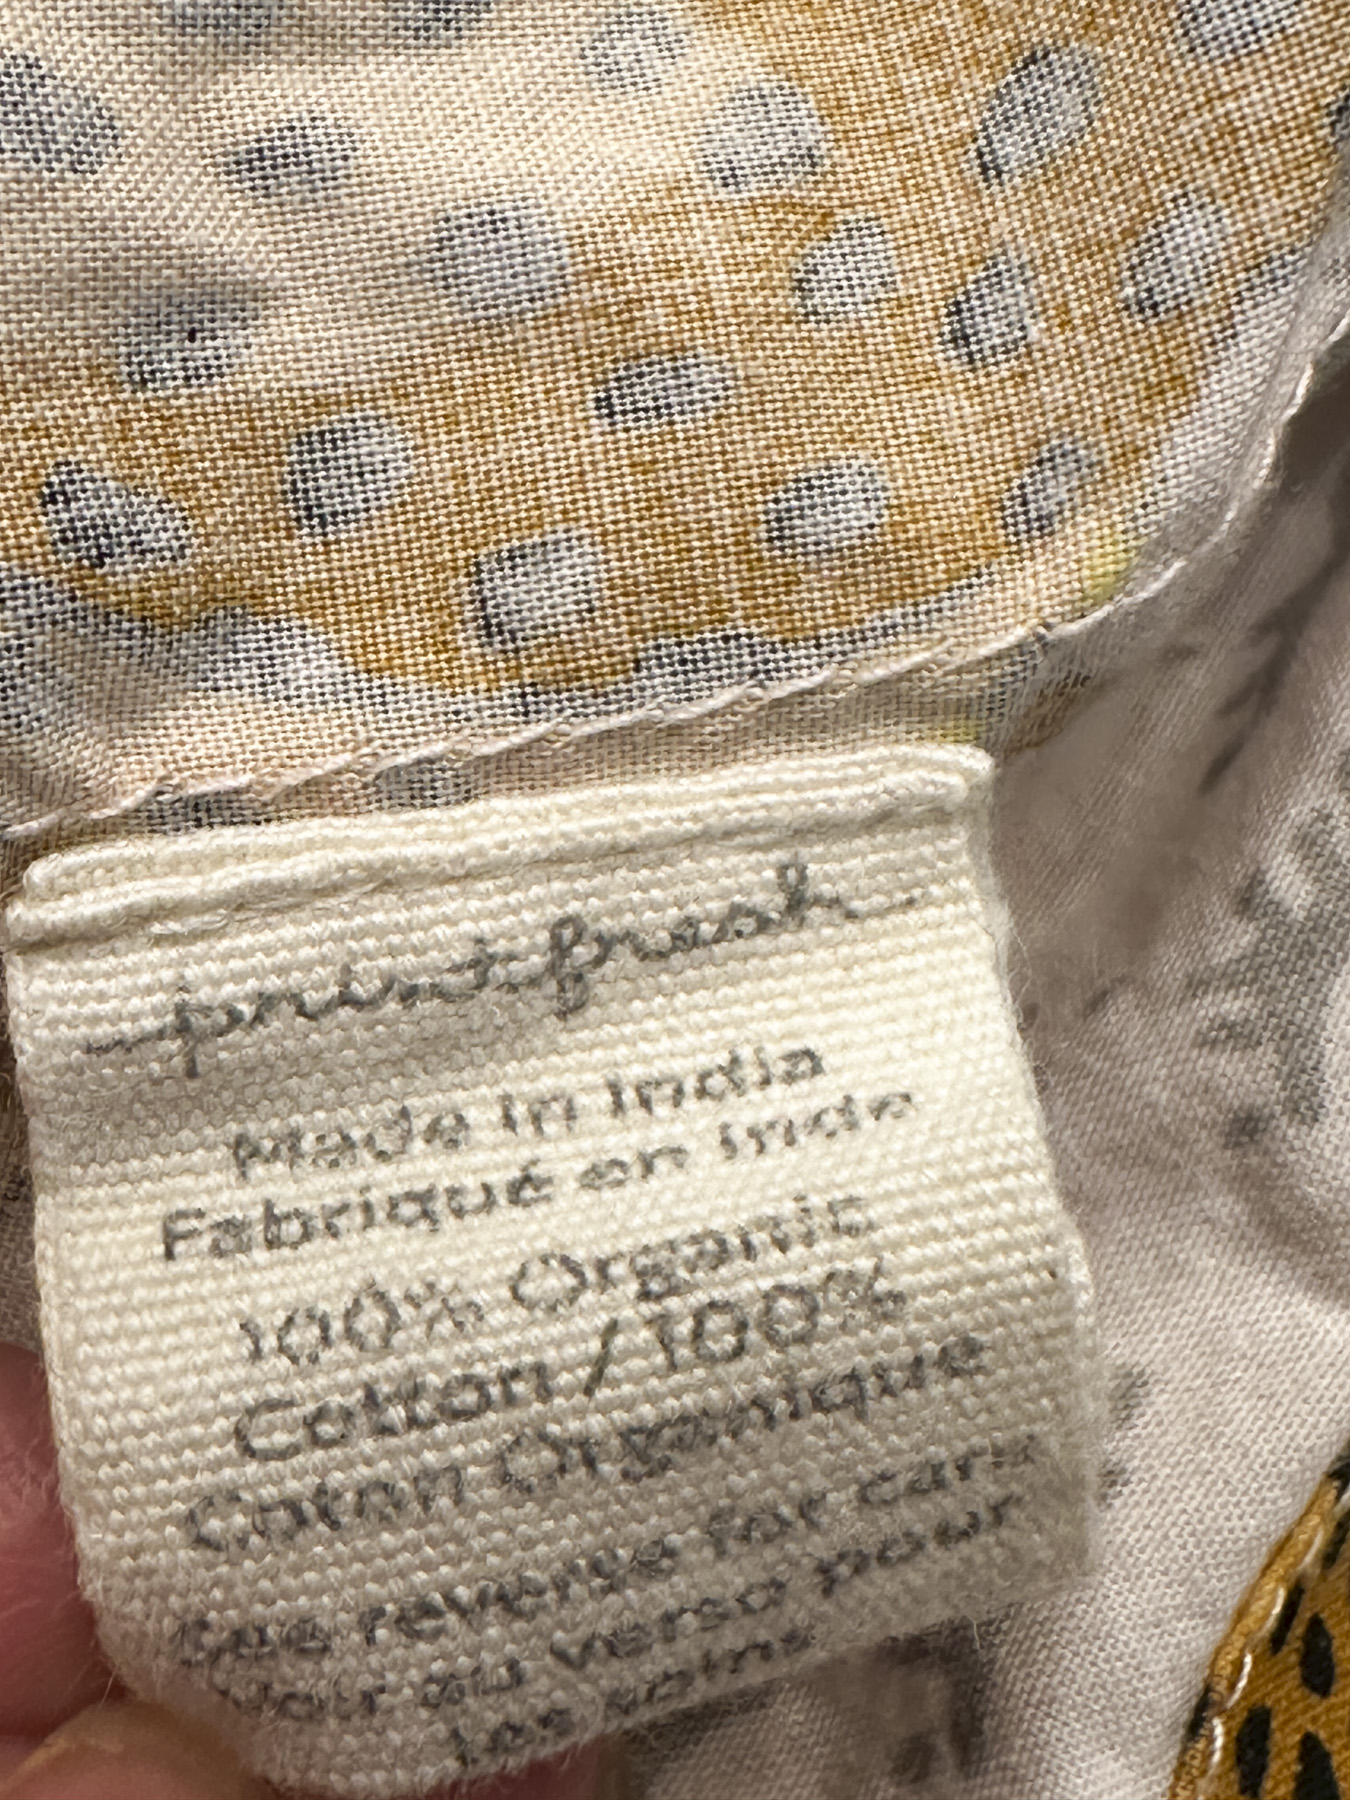 printfresh
Made in India
Fabriqué en Inde
100% Organic
Cotton / 100%
Coton Organique
See reverse for care
Voir au verso pour
les soins